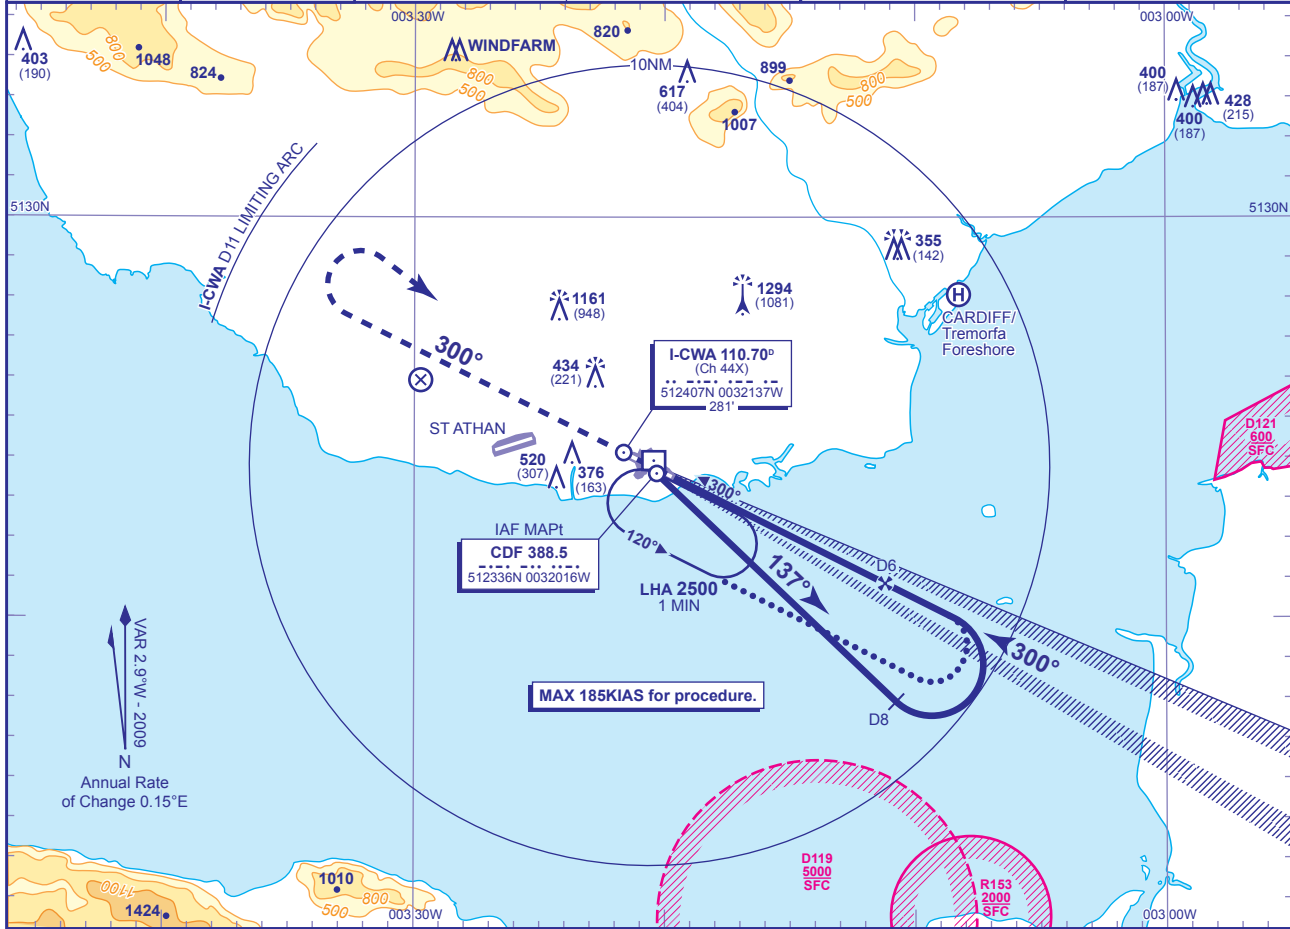 003 30W
003 00W
403
(190)
800
500
1048
824
WINDFARM
820
800
500
10NM
617
(404)
899
800
500
1007
400
(187)
428
(215)
400
(187)
5130N
5130N
I-CWA D11 LIMITING ARC
355
(142)
1161
(948)
1294
(1081)
H
CARDIFF/
Tremorfa
Foreshore
300°
434
(221)
I-CWA 110.70ᴰ
(Ch 44X)
512407N 0032137W
281'
ST ATHAN
520
(307)
376
(163)
D121
600
SFC
300°
IAF MAPt
CDF 388.5
512336N 0032016W
120°
137°
D6
LHA 2500
1 MIN
300°
VAR 2.9°W - 2009
N
Annual Rate
of Change 0.15°E
MAX 185KIAS for procedure.
D8
D119
5000
SFC
R153
2000
SFC
1100
1424
1010
800
500
003 30W
003 00W